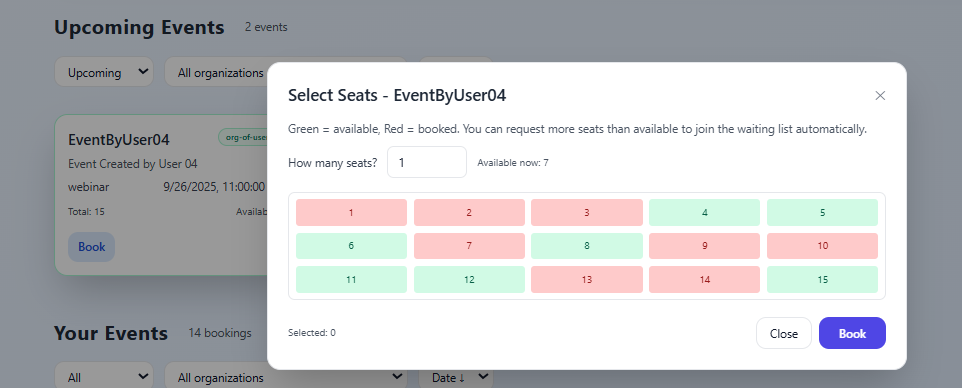 Upcoming Events 2 events
Upcoming All organizations
Select Seats - EventByUser04
Green = available, Red = booked. You can request more seats than available to join the waiting list automatically.
How many seats? 1 Available now: 7
1 2 3 4 5
6 7 8 9 10
11 12 13 14 15
Selected: 0 Close Book
EventByUser04 org-of-use
Event Created by User 04
webinar 9/26/2025, 11:00:00
Total: 15 Availab
Book
Your Events 14 bookings
All All organizations Date ↓